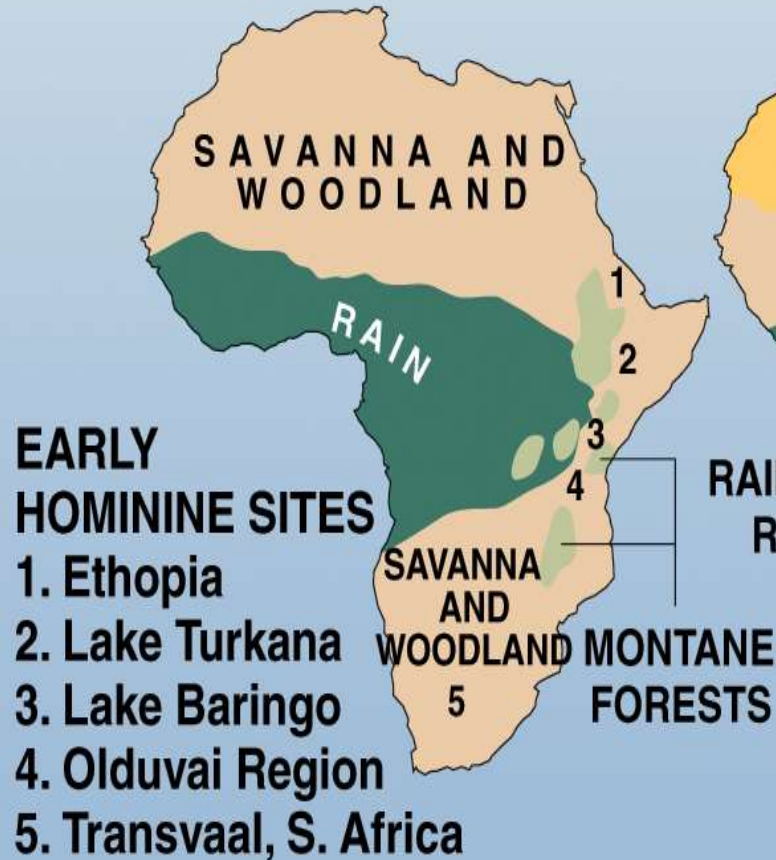 SAVANNA AND
WOODLAND
RAIN
1
2
3
4
SAVANNA
AND
WOODLAND
5
MONTANE
FORESTS
EARLY
HOMININE SITES
1. Ethopia
2. Lake Turkana
3. Lake Baringo
4. Olduvai Region
5. Transvaal, S. Africa